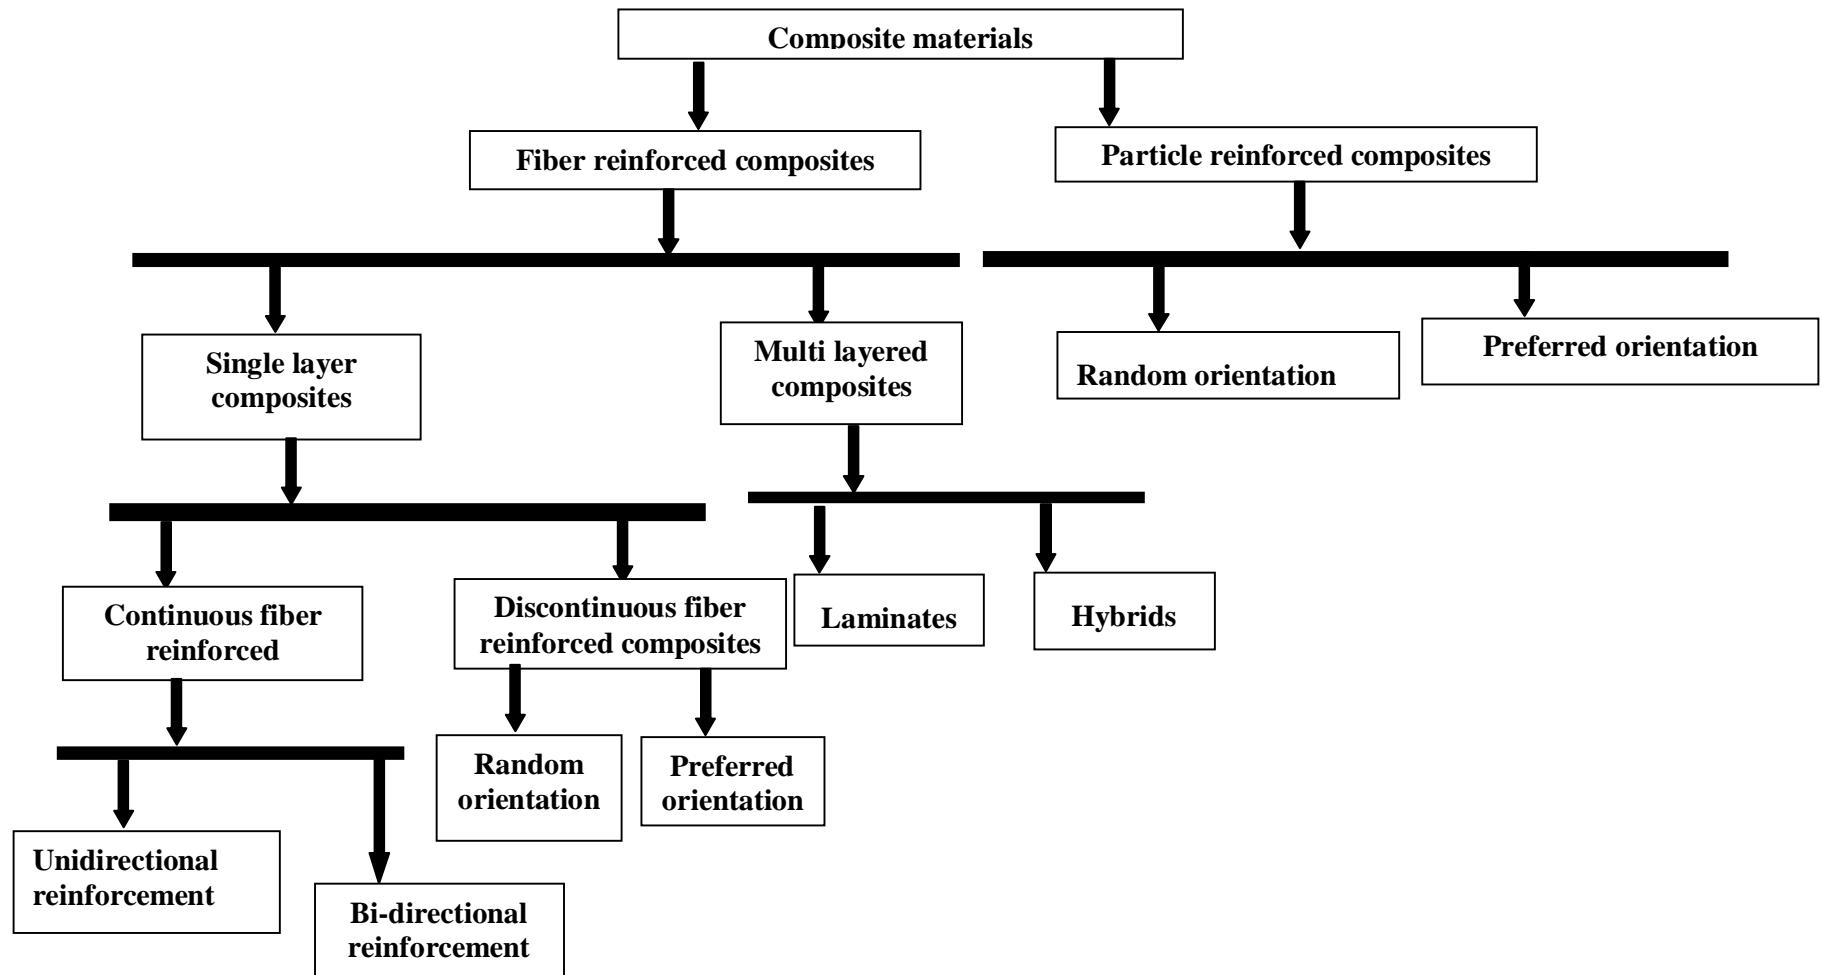 Composite materials
Fiber reinforced composites
Particle reinforced composites
Single layer
composites
Multi layered
composites
Random orientation
Preferred orientation
Continuous fiber
reinforced
Discontinuous fiber
reinforced composites
Laminates
Hybrids
Random
orientation
Preferred
orientation
Unidirectional
reinforcement
Bi-directional
reinforcement